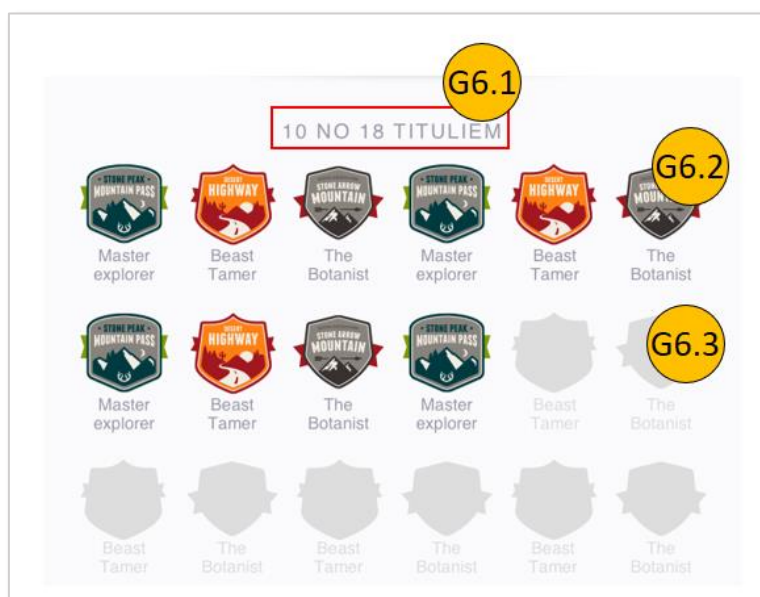 G6.1
10 NO 18 TITULIEM
G6.2
STONE PEAK
MOUNTAIN PASS
DESERT
HIGHWAY
STONE ARROW
MOUNTAIN
STONE PEAK
MOUNTAIN PASS
DESERT
HIGHWAY
STONE ARROW
MOUNTAIN
Master Beast The Master Beast The
explorer Tamer Botanist explorer Tamer Botanist
G6.3
STONE PEAK
MOUNTAIN PASS
DESERT
HIGHWAY
STONE ARROW
MOUNTAIN
STONE PEAK
MOUNTAIN PASS
Master Beast The Master Beast The
explorer Tamer Botanist explorer Tamer Botanist
Beast The Beast The Beast The
Tamer Botanist Tamer Botanist Tamer Botanist